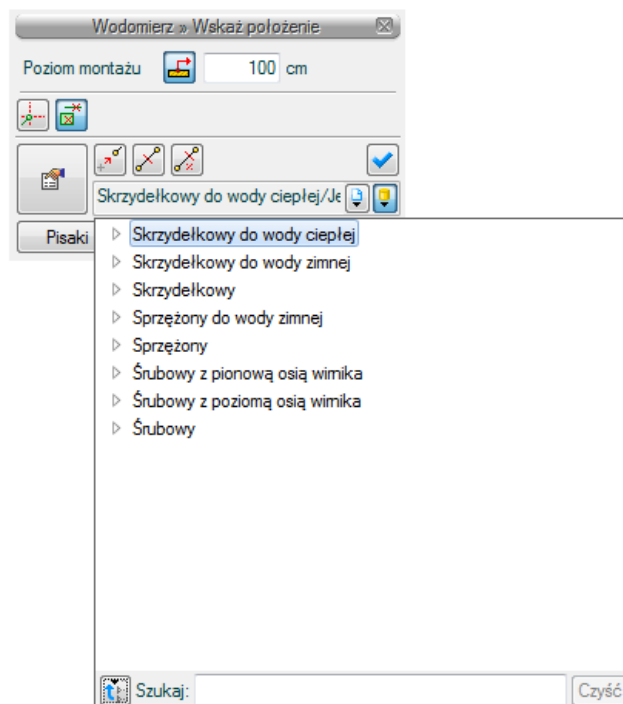 Wodomierz » Wskaż położenie
Poziom montażu 100 cm
Skrzydełkowy do wody ciepłej/Je
Pisaki
Skrzydełkowy do wody ciepłej
Skrzydełkowy do wody zimnej
Skrzydełkowy
Sprzężony do wody zimnej
Sprzężony
Śrubowy z pionową osią wirnika
Śrubowy z poziomą osią wirnika
Śrubowy
Szukaj:
Czyść